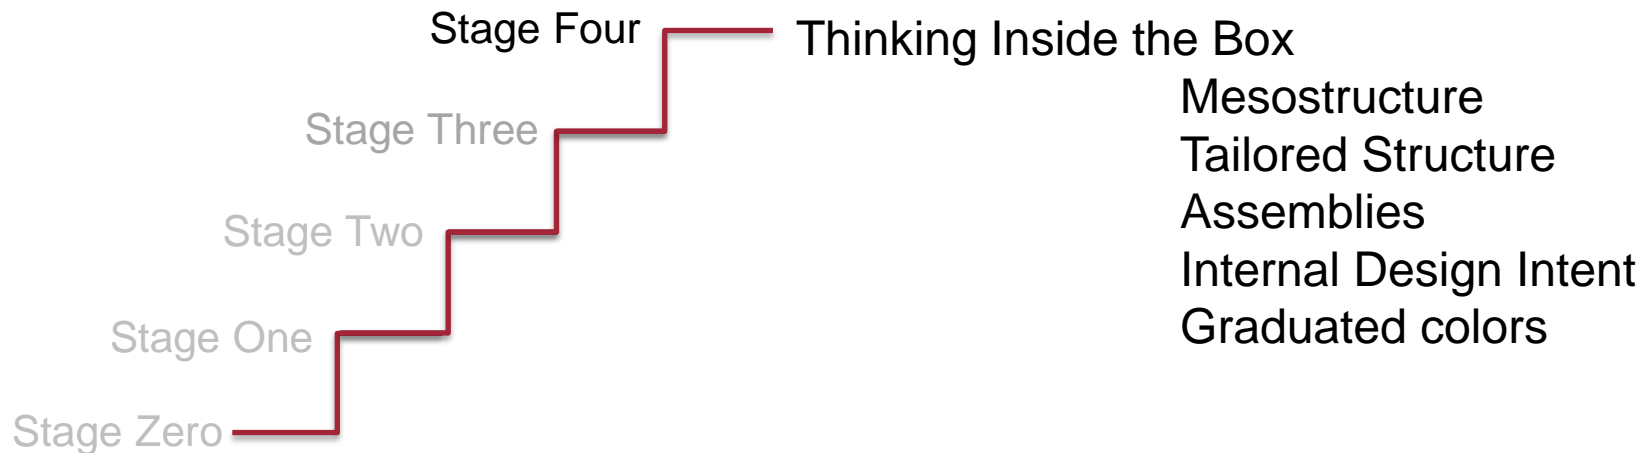 Stage Four
Thinking Inside the Box
Mesostructure
Stage Three
Tailored Structure
Assemblies
Stage Two
Internal Design Intent
Graduated colors
Stage One
Stage Zero